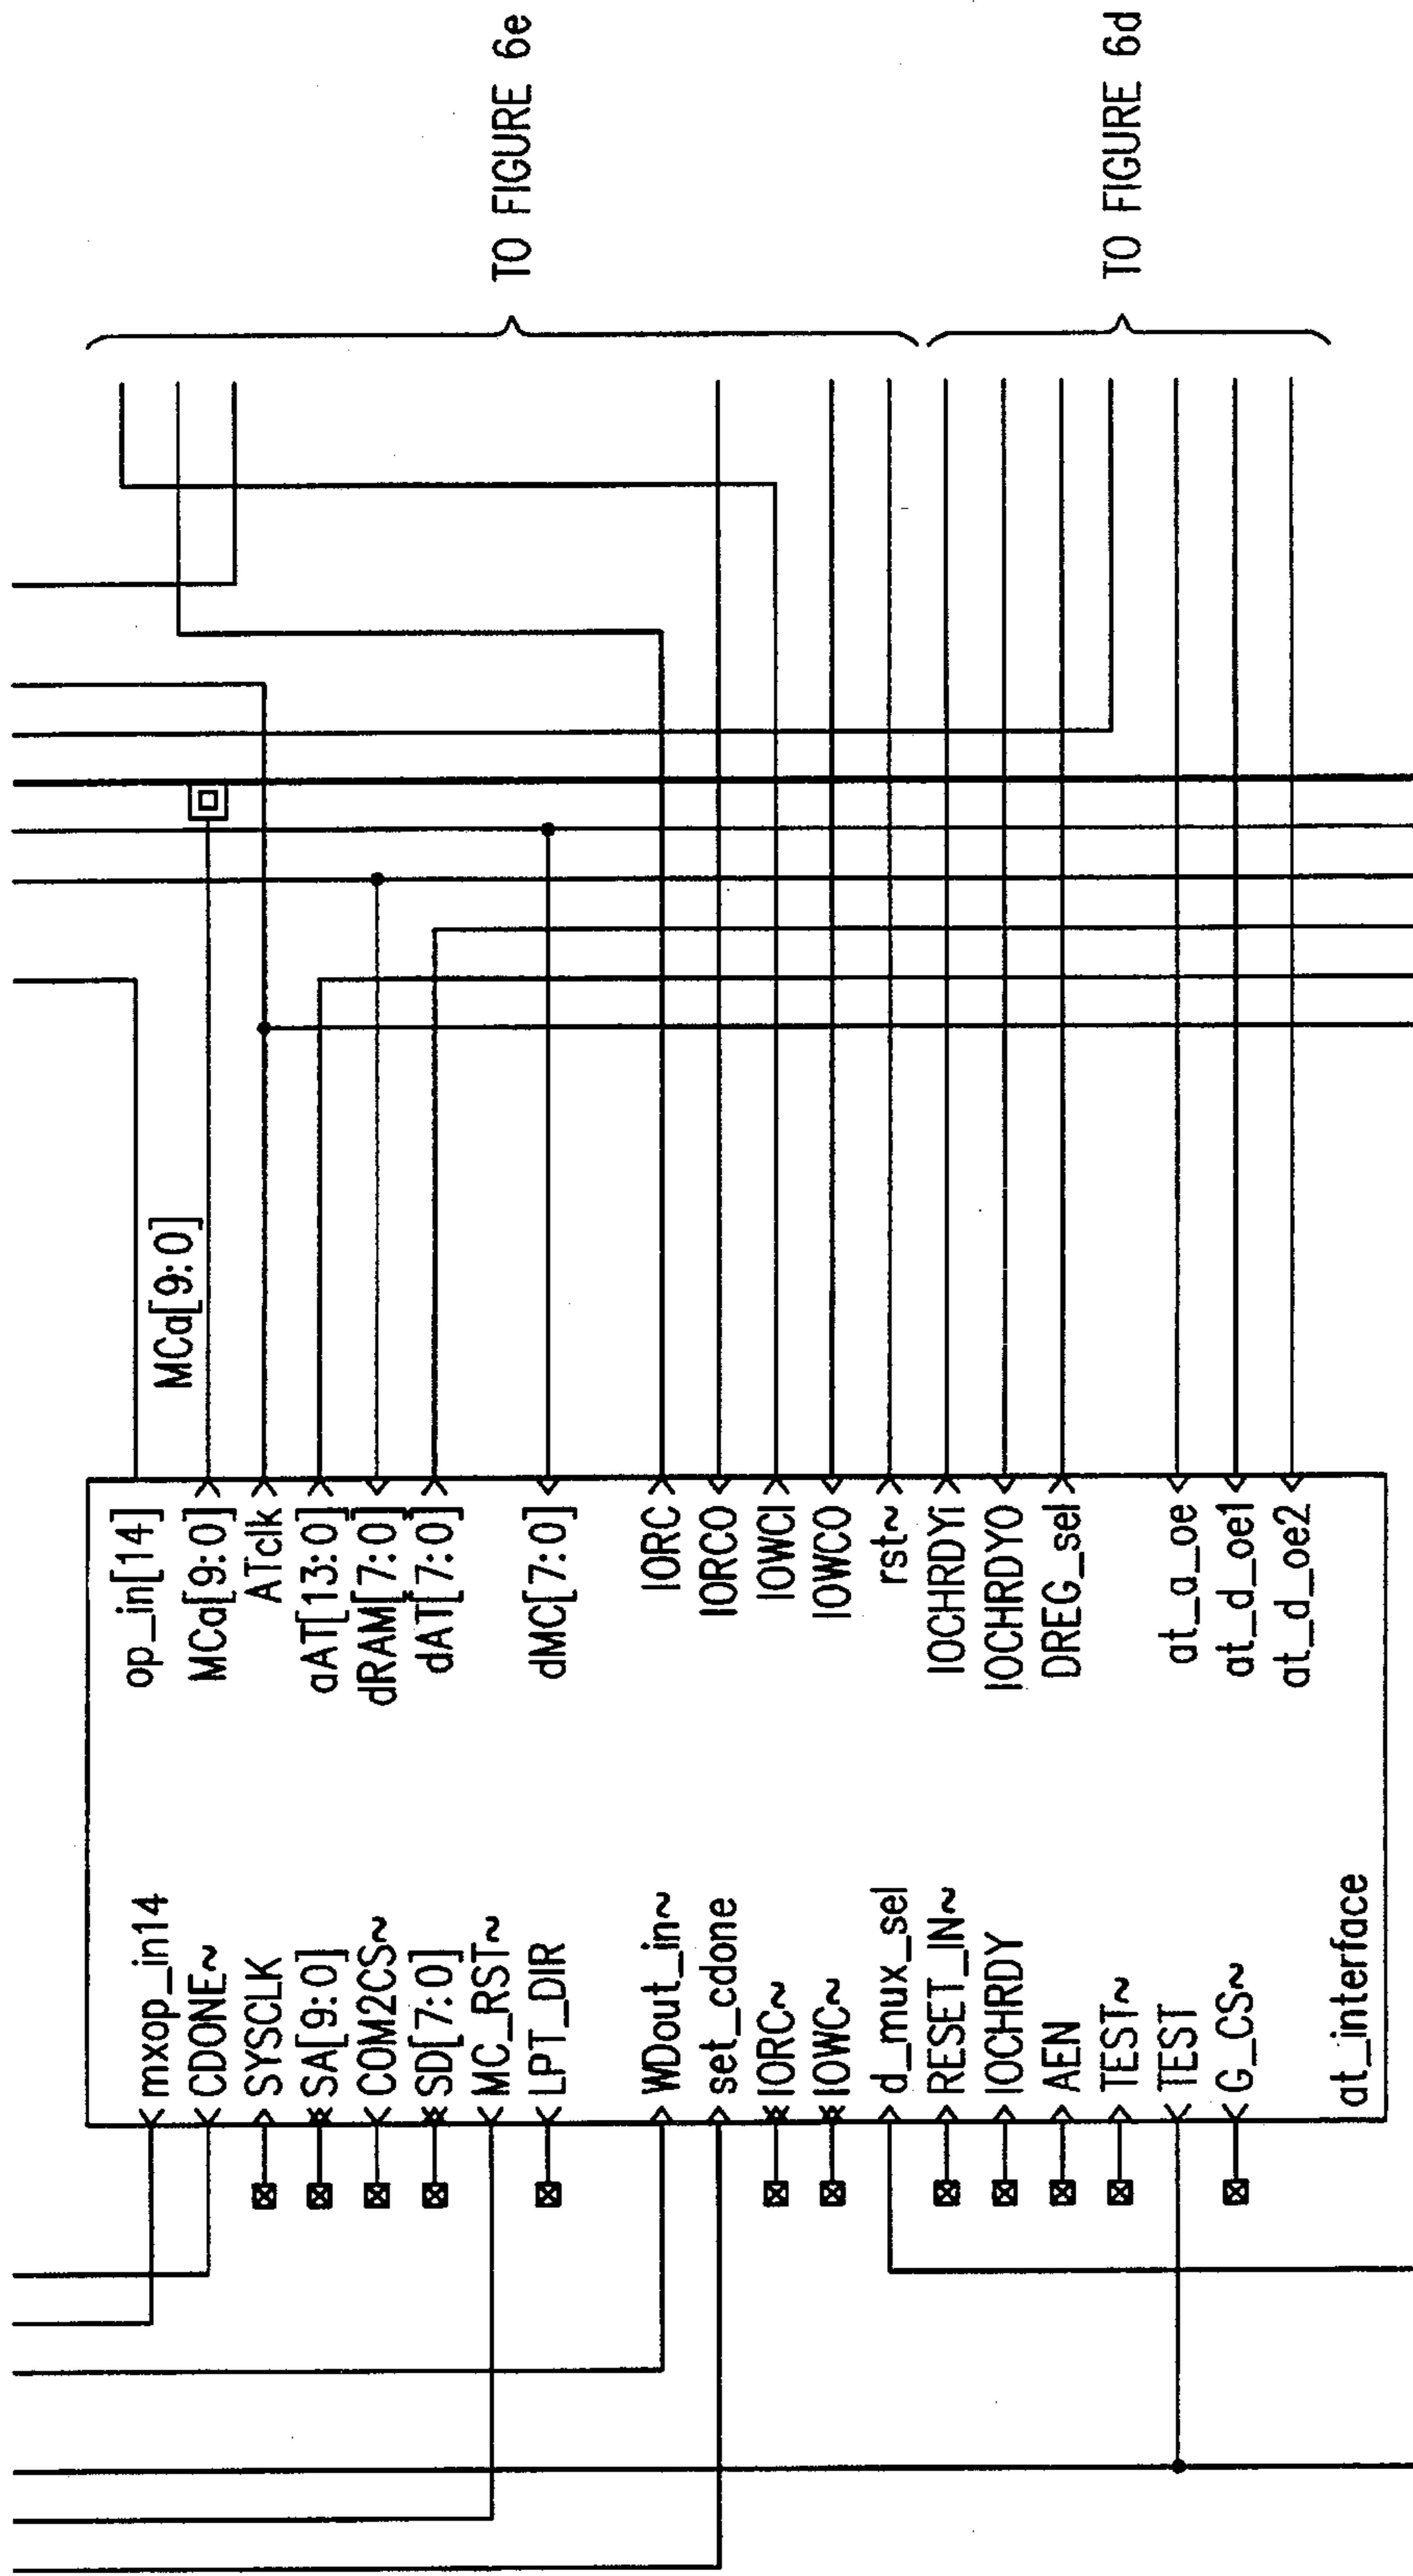 TO FIGURE 6e
TO FIGURE 6d
MCa[9:0]
op_in[14]
MCa[9:0]
ATclk
aAT[13:0]
dRAM[7:0]
dAT[7:0]
dMC[7:0]
IORC
IORCO
IOWCI
IOWCO
rst~
IOCHRDYi
IOCHRDYO
DREG_sel
at_a_oe
at_d_oe1
at_d_oe2
mxop_in14
CDONE~
SYSCLK
SA[9:0]
COM2CS~
SD[7:0]
MC_RST~
LPT_DIR
WDout_in~
set_cdone
IORC~
IOWC~
d_mux_sel
RESET_IN~
IOCHRDY
AEN
TEST~
TEST
G_CS~
at_interface